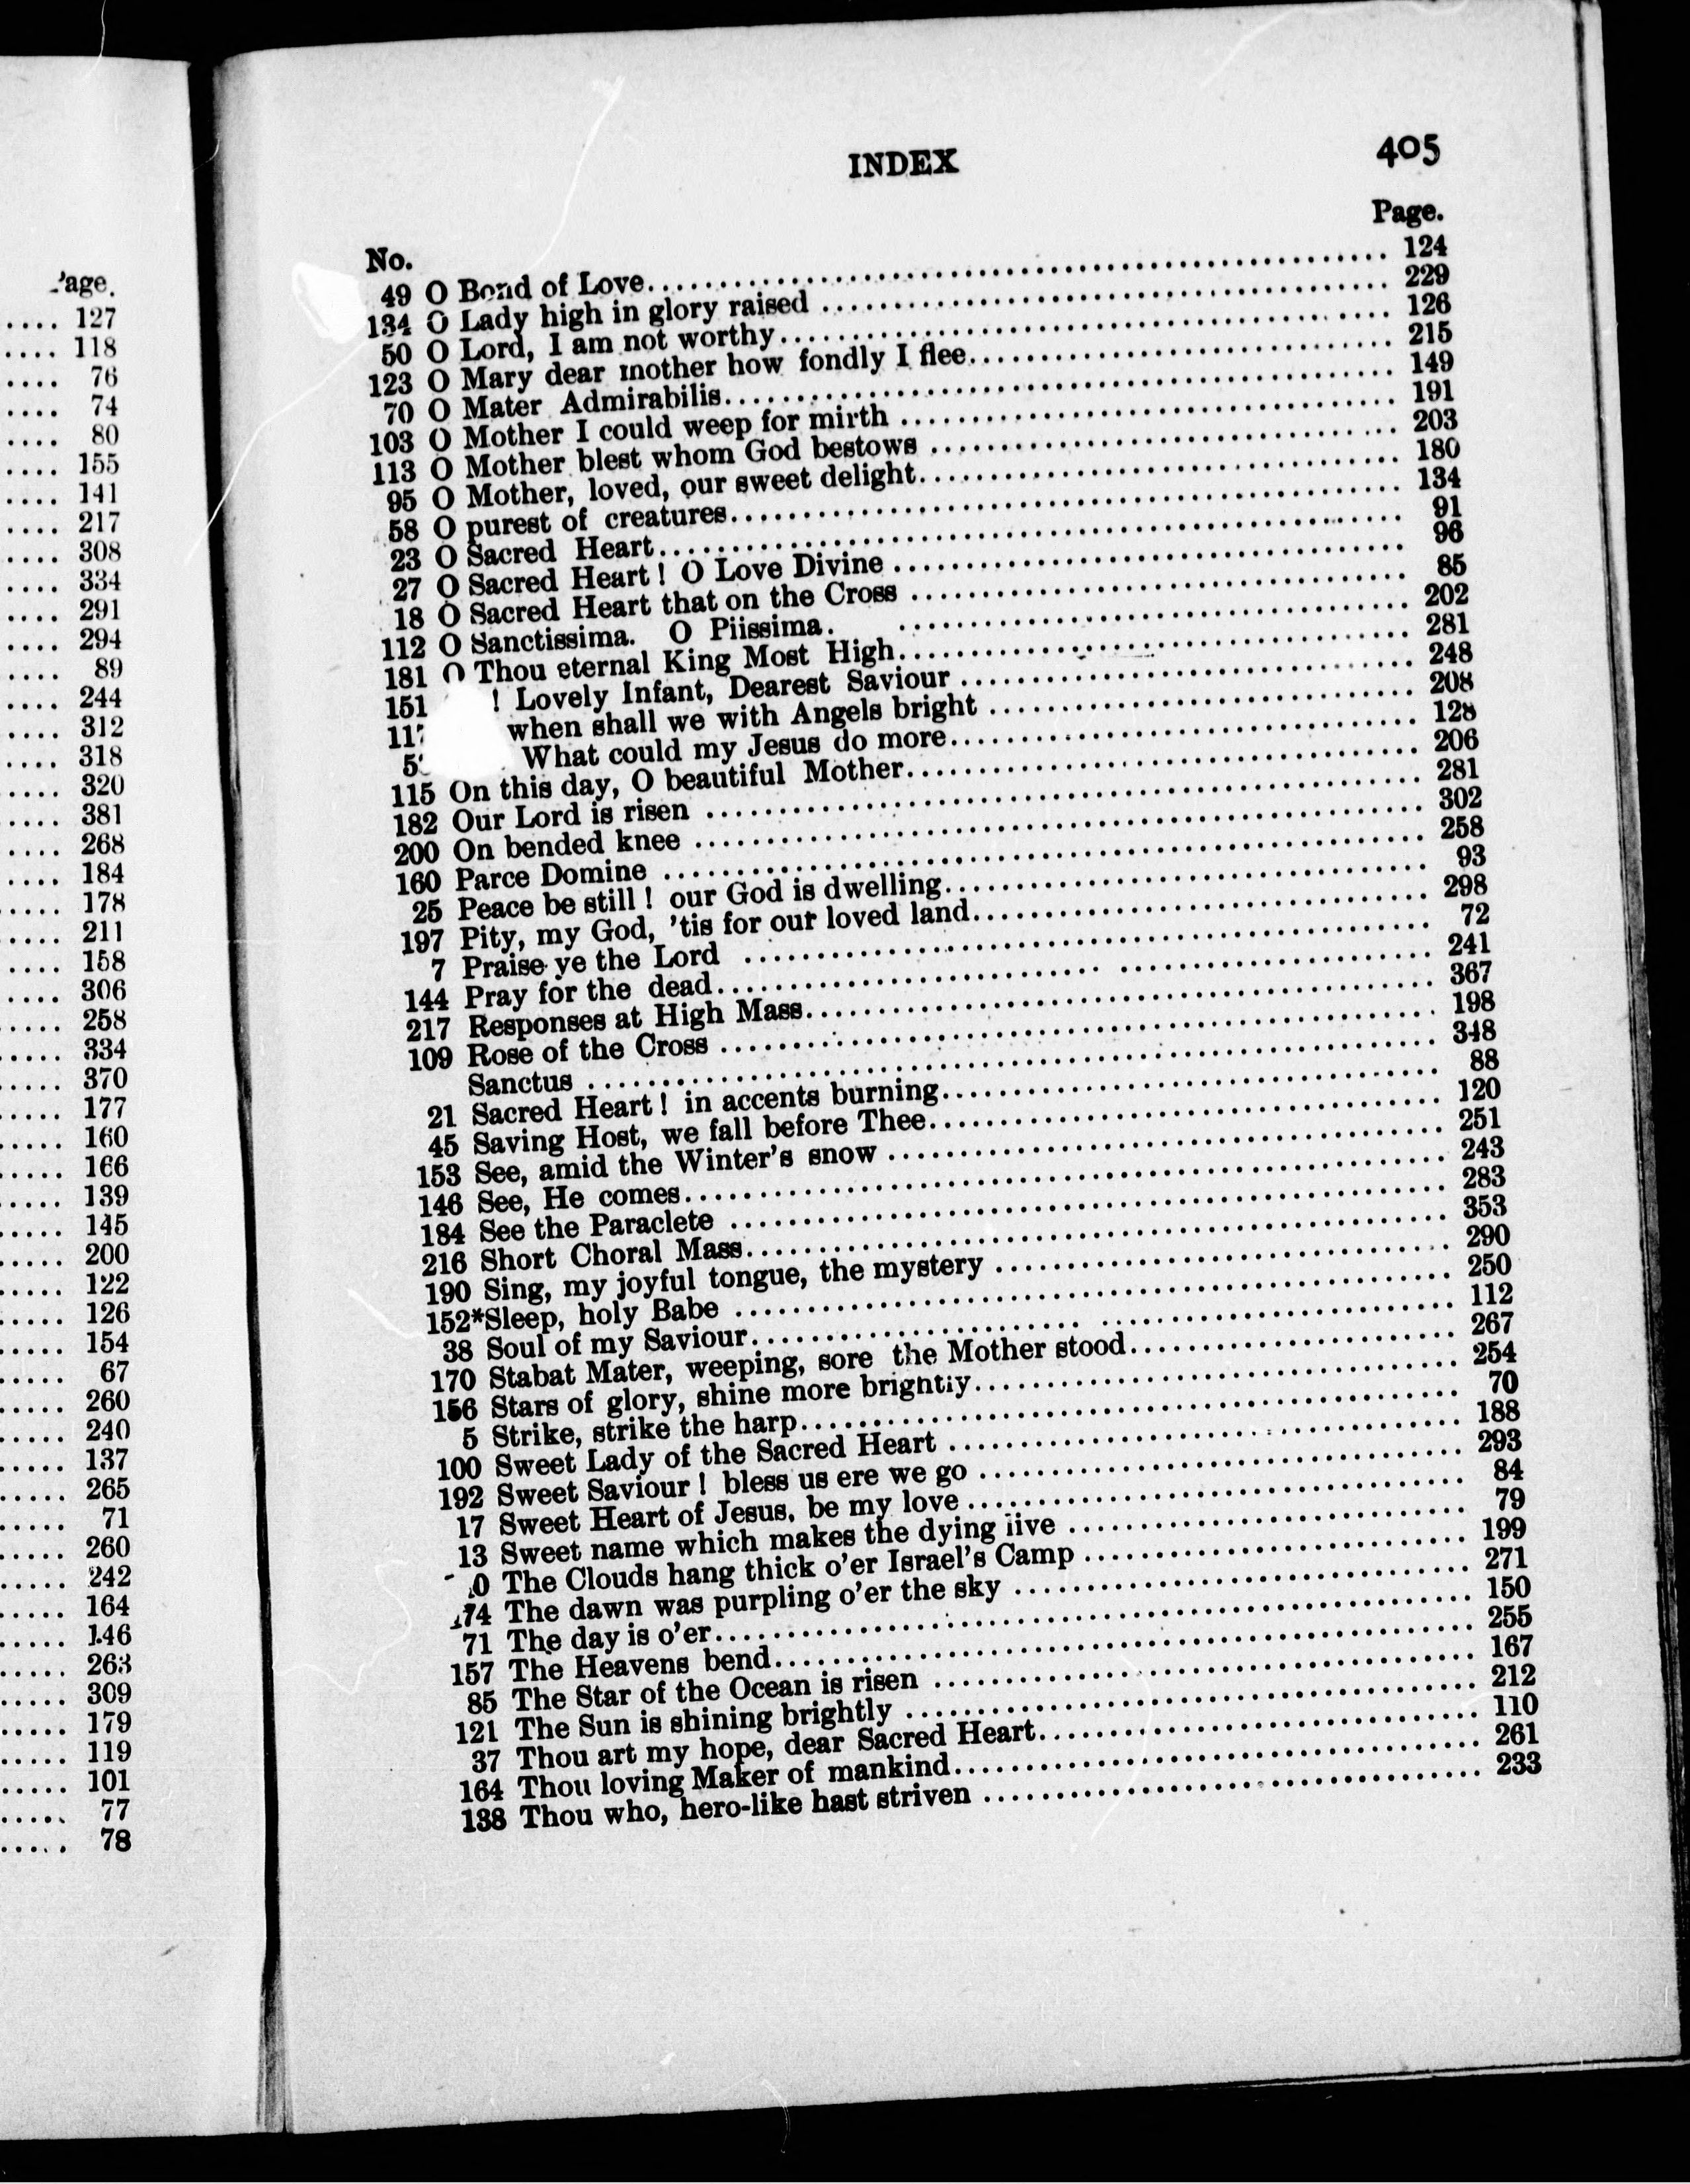 'age.
.... 127
.... 118
.... 76
.... 74
.... 80
.... 155
.... 141
.... 217
.... 308
.... 334
.... 291
.... 294
.... 89
.... 244
.... 312
.... 318
.... 320
.... 381
.... 268
.... 184
.... 178
.... 211
.... 158
.... 306
.... 258
.... 334
.... 370
.... 177
.... 160
.... 166
.... 139
.... 145
.... 200
.... 122
.... 126
.... 154
.... 67
.... 260
.... 240
.... 137
.... 265
.... 71
.... 260
.... 242
.... 164
.... 146
.... 263
.... 309
.... 179
.... 119
.... 101
.... 77
.... 78
INDEX 405
No. Page.
49 O Bond of Love.......... 124
134 O Lady high in glory raised .......... 229
50 O Lord, I am not worthy.......... 126
123 O Mary dear mother how fondly I flee.......... 215
70 O Mater Admirabilis.......... 149
103 O Mother I could weep for mirth .......... 191
113 O Mother blest whom God bestows .......... 203
95 O Mother, loved, our sweet delight.......... 180
58 O purest of creatures.......... 134
23 O Sacred Heart.......... 91
27 O Sacred Heart! O Love Divine .......... 96
18 O Sacred Heart that on the Cross .......... 85
112 O Sanctissima. O Piissima. .......... 202
181 O Thou eternal King Most High.......... 281
151 ! Lovely Infant, Dearest Saviour .......... 248
11 when shall we with Angels bright .......... 208
5 What could my Jesus do more.......... 128
115 On this day, O beautiful Mother.......... 206
182 Our Lord is risen .......... 281
200 On bended knee .......... 302
160 Parce Domine .......... 258
25 Peace be still! our God is dwelling.......... 93
197 Pity, my God, 'tis for our loved land.......... 298
7 Praise ye the Lord .......... 72
144 Pray for the dead.......... 241
217 Responses at High Mass.......... 367
109 Rose of the Cross .......... 198
Sanctus .......... 348
21 Sacred Heart! in accents burning.......... 88
45 Saving Host, we fall before Thee.......... 120
153 See, amid the Winter's snow .......... 251
146 See, He comes.......... 243
184 See the Paraclete .......... 283
216 Short Choral Mass.......... 353
190 Sing, my joyful tongue, the mystery .......... 290
152*Sleep, holy Babe .......... 250
38 Soul of my Saviour.......... 112
170 Stabat Mater, weeping, sore the Mother stood.......... 267
156 Stars of glory, shine more brightly.......... 254
5 Strike, strike the harp.......... 70
100 Sweet Lady of the Sacred Heart .......... 188
192 Sweet Saviour! bless us ere we go .......... 293
17 Sweet Heart of Jesus, be my love.......... 84
13 Sweet name which makes the dying live .......... 79
0 The Clouds hang thick o'er Israel's Camp .......... 199
74 The dawn was purpling o'er the sky .......... 271
71 The day is o'er.......... 150
157 The Heavens bend.......... 255
85 The Star of the Ocean is risen .......... 167
121 The Sun is shining brightly .......... 212
37 Thou art my hope, dear Sacred Heart.......... 110
164 Thou loving Maker of mankind.......... 261
138 Thou who, hero-like hast striven .......... 233